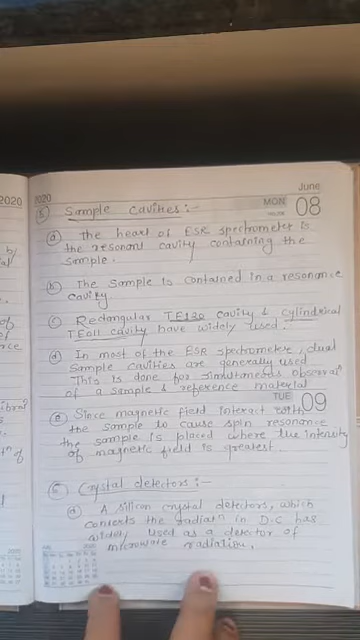 2020
2020
June
MON
08
⑤ Sample Cavities :-
ⓐ The heart of ESR spectrometer is
the resonant cavity containing the
sample.
ⓑ The sample is contained in a resonance
cavity
ⓒ Rectangular TE120 cavity & cylindrical
TE011 cavity have widely used.
ⓓ In most of the ESR spectrometer, dual
sample cavities are generally used
This is done for simultaneous observatⁿ
of a sample & reference material
TUE
09
ⓔ Since magnetic field interact with
the sample to cause spin resonance
the sample is placed where the intensity
of magnetic field is greatest.
⑥ Crystal detectors :-
ⓐ A silicon crystal detectors, which
converts the radiatⁿ in D.C has
widely used as a detector of
microwave radiation.